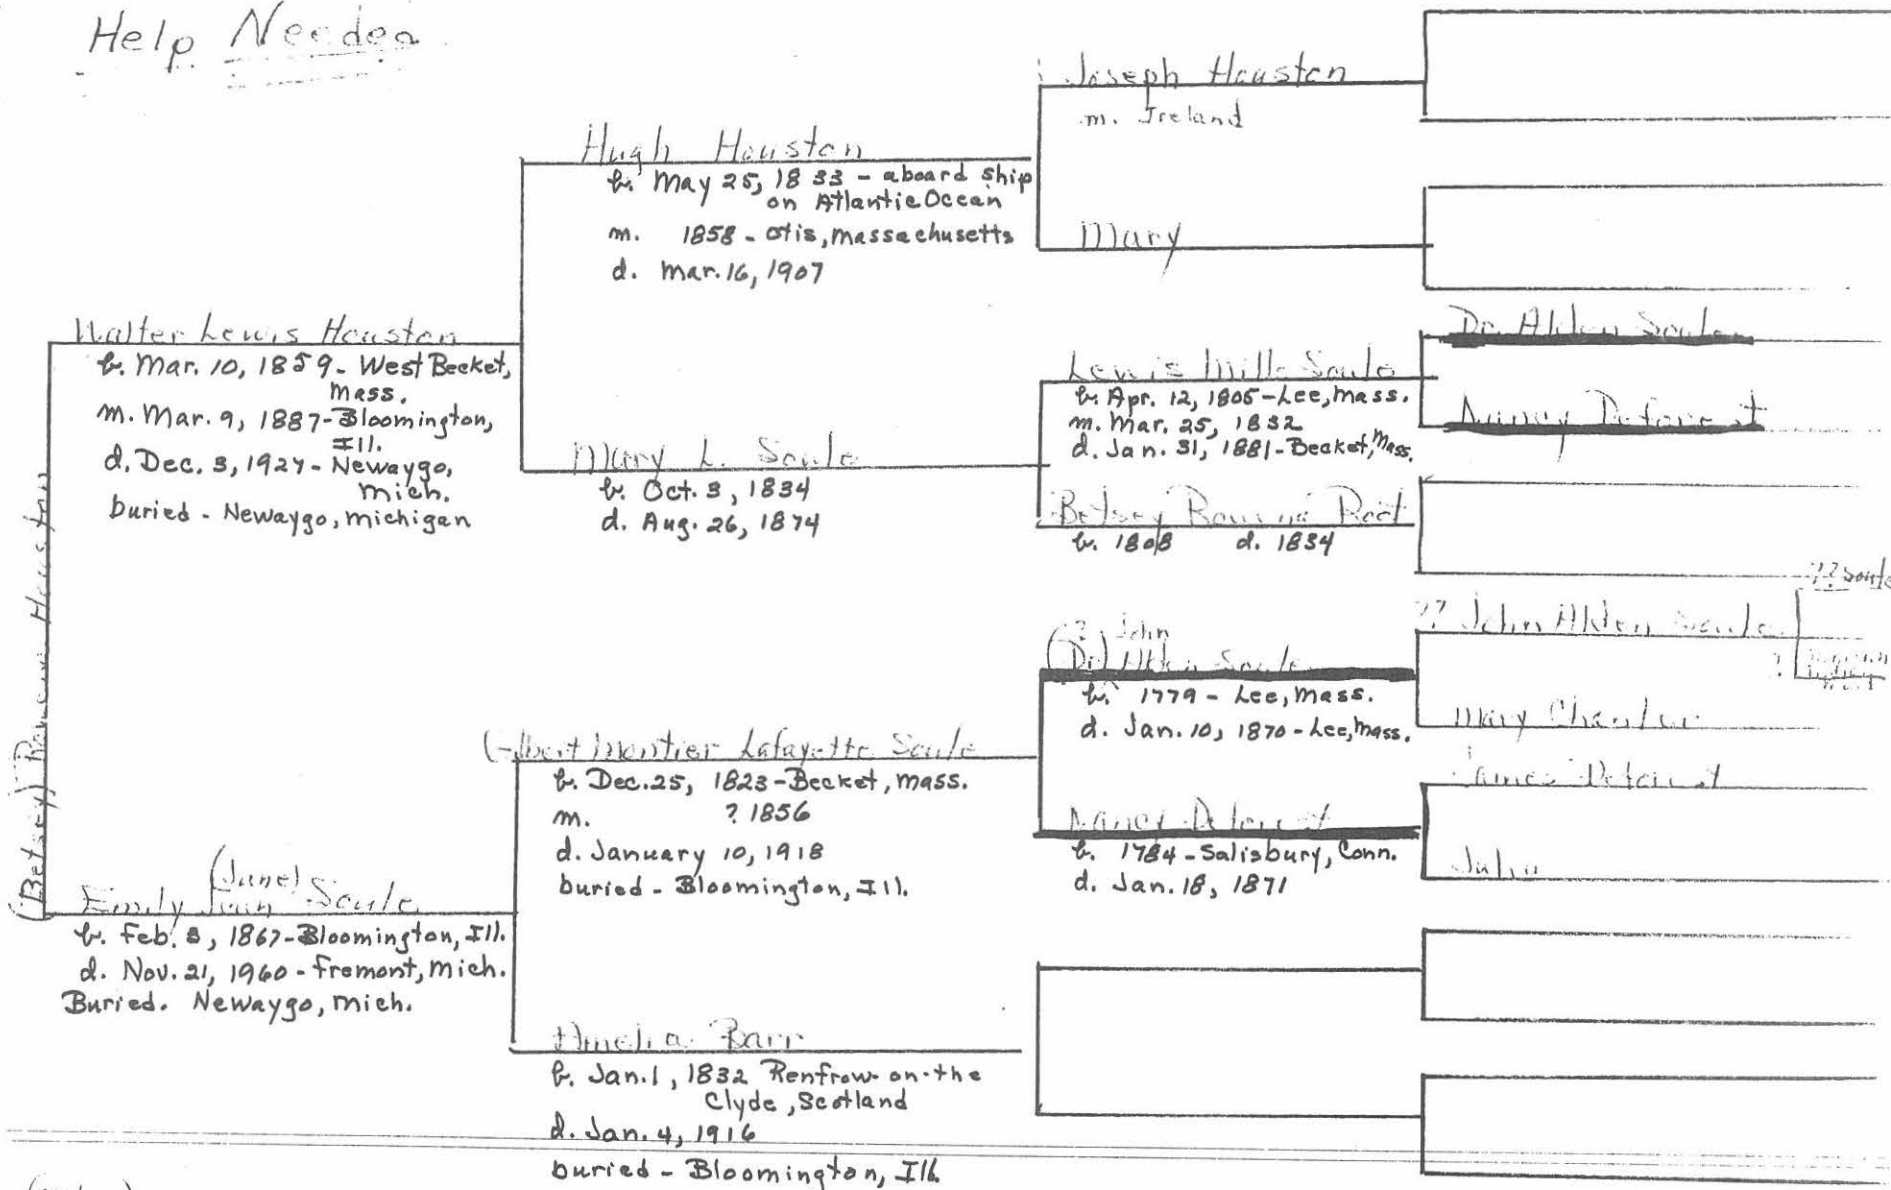 Help Needed
Joseph Houston
m. Ireland
Hugh Houston
b. May 25, 1833 - aboard ship
on Atlantic Ocean
m. 1858 - Otis, Massachusetts
d. Mar. 16, 1907
Mary
Walter Lewis Houston
b. Mar. 10, 1859 - West Becket,
Mass.
m. Mar. 9, 1887 - Bloomington,
Ill.
d. Dec. 3, 1927 - Newaygo,
Mich.
buried - Newaygo, Michigan
Dr. Alden Soule
Lewis Mills Soule
b. Apr. 12, 1805 - Lee, Mass.
m. Mar. 25, 1832
d. Jan. 31, 1881 - Becket, Mass.
Nancy Deforest
Mary L. Soule
b. Oct. 3, 1834
d. Aug. 26, 1874
Betsey Root
b. 1808 d. 1834
(Betsey) Houston
?? Soule
?? John Alden Soule
? John
(Dr) Alden Soule
b. 1779 - Lee, Mass.
d. Jan. 10, 1870 - Lee, Mass.
Mary
Lafayette Soule
b. Dec. 25, 1823 - Becket, Mass.
m. ? 1856
d. January 10, 1918
buried - Bloomington, Ill.
James Deforest
Nancy Deforest
b. 1784 - Salisbury, Conn.
d. Jan. 18, 1871
Julia
(Jane)
Emily Jean Soule
b. Feb. 3, 1867 - Bloomington, Ill.
d. Nov. 21, 1960 - Fremont, Mich.
Buried. Newaygo, Mich.
Amelia Barr
b. Jan. 1, 1832 Renfrow-on-the
Clyde, Scotland
d. Jan. 4, 1916
buried - Bloomington, Ill.